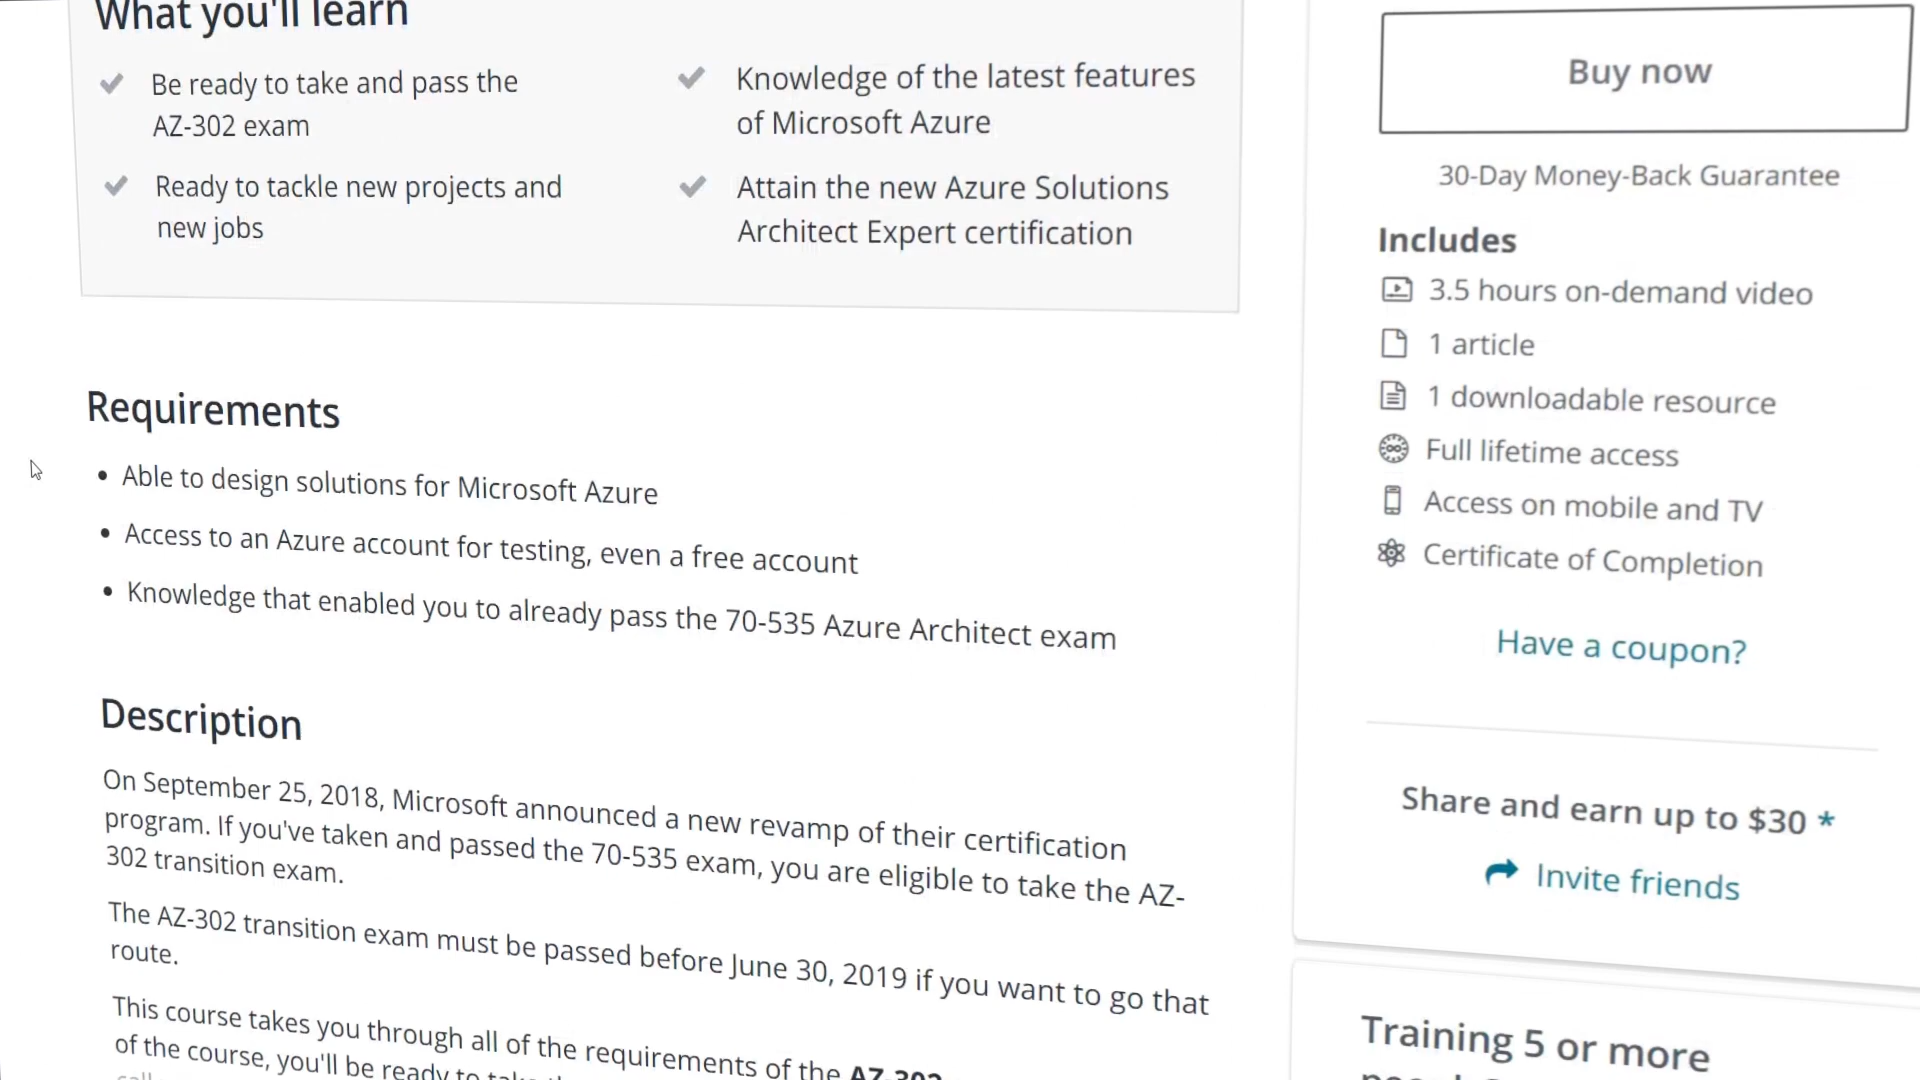 What you'll learn
Be ready to take and pass the
AZ-302 exam
Knowledge of the latest features
of Microsoft Azure
Ready to tackle new projects and
new jobs
Attain the new Azure Solutions
Architect Expert certification
Requirements
Able to design solutions for Microsoft Azure
Access to an Azure account for testing, even a free account
Knowledge that enabled you to already pass the 70-535 Azure Architect exam
Description
On September 25, 2018, Microsoft announced a new revamp of their certification
program. If you've taken and passed the 70-535 exam, you are eligible to take the AZ-
302 transition exam.
The AZ-302 transition exam must be passed before June 30, 2019 if you want to go that
route.
This course takes you through all of the requirements of the AZ-302
of the course, you'll be ready to
Buy now
30-Day Money-Back Guarantee
Includes
3.5 hours on-demand video
1 article
1 downloadable resource
Full lifetime access
Access on mobile and TV
Certificate of Completion
Have a coupon?
Share and earn up to $30 *
Invite friends
Training 5 or more